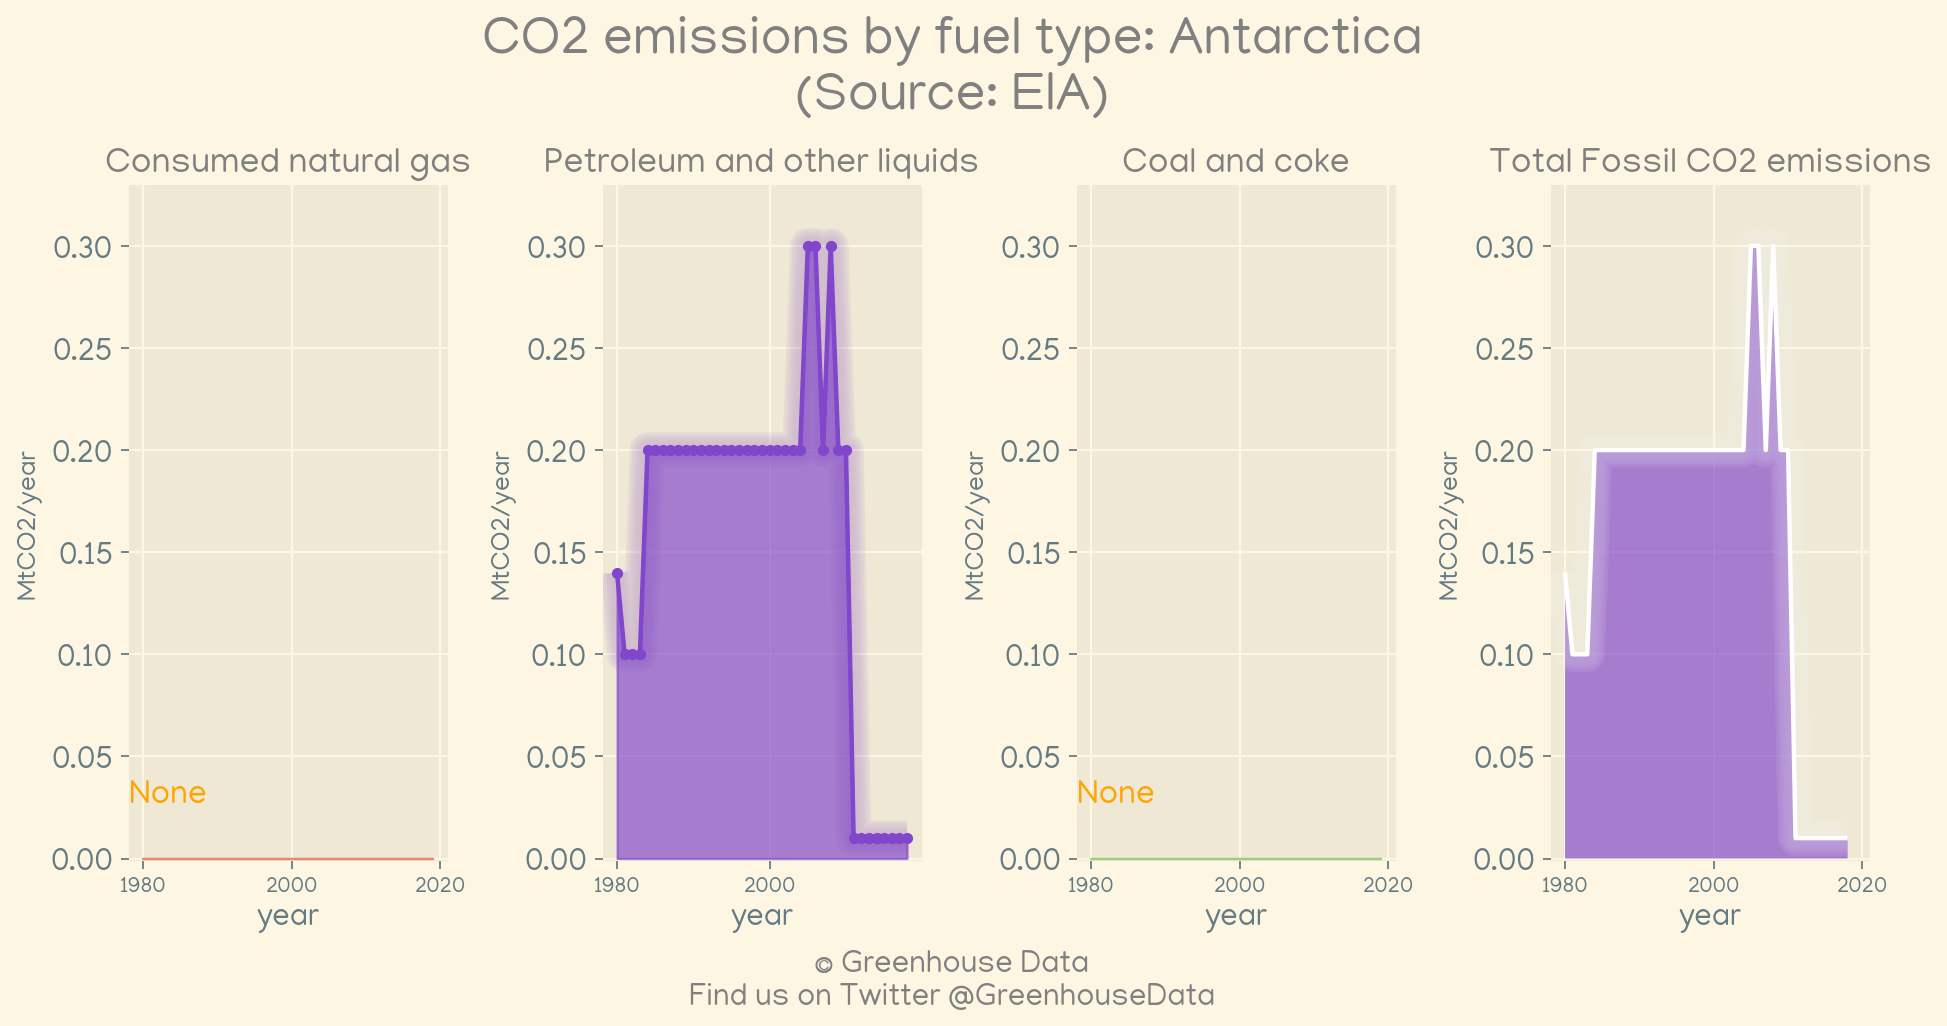 CO2 emissions by fuel type: Antarctica
(Source: EIA)
Consumed natural gas
MtCO2/year
0.30
0.25
0.20
0.15
0.10
0.05
0.00
None
1980 2000 2020
year
Petroleum and other liquids
MtCO2/year
0.30
0.25
0.20
0.15
0.10
0.05
0.00
1980 2000
year
Coal and coke
MtCO2/year
0.30
0.25
0.20
0.15
0.10
0.05
0.00
None
1980 2000 2020
year
Total Fossil CO2 emissions
MtCO2/year
0.30
0.25
0.20
0.15
0.10
0.05
0.00
1980 2000 2020
year
© Greenhouse Data
Find us on Twitter @GreenhouseData